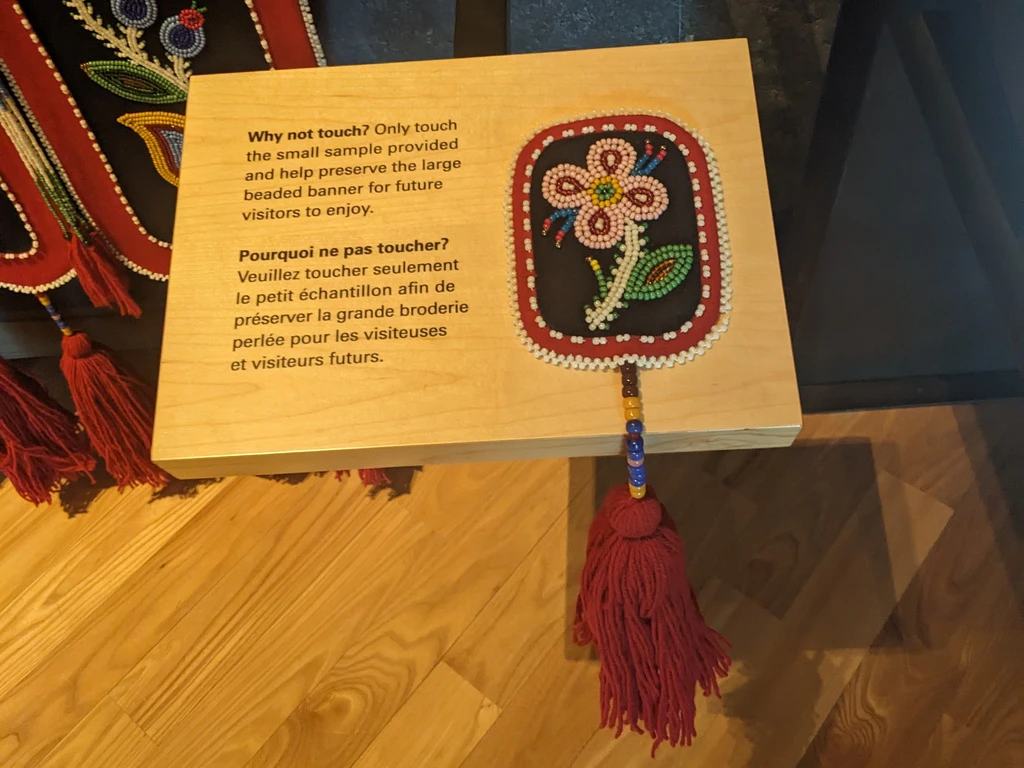 Why not touch? Only touch
the small sample provided
and help preserve the large
beaded banner for future
visitors to enjoy.
Pourquoi ne pas toucher?
Veuillez toucher seulement
le petit échantillon afin de
préserver la grande broderie
perlée pour les visiteuses
et visiteurs futurs.